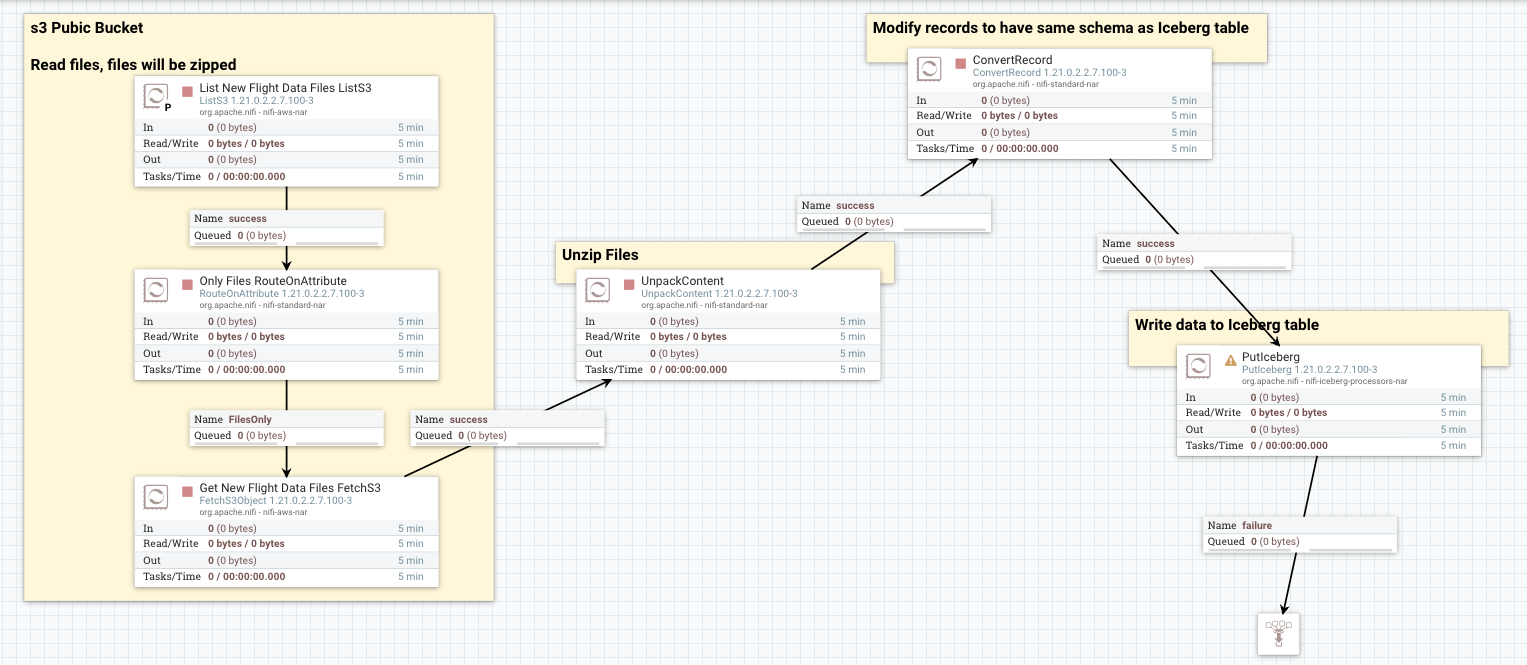 s3 Pubic Bucket
Read files, files will be zipped
List New Flight Data Files ListS3
ListS3 1.21.0.2.2.7.100-3
org.apache.nifi - nifi-aws-nar
P
In 0 (0 bytes) 5 min
Read/Write 0 bytes / 0 bytes 5 min
Out 0 (0 bytes) 5 min
Tasks/Time 0 / 00:00:00.000 5 min
Name success
Queued 0 (0 bytes)
Only Files RouteOnAttribute
RouteOnAttribute 1.21.0.2.2.7.100-3
org.apache.nifi - nifi-standard-nar
In 0 (0 bytes) 5 min
Read/Write 0 bytes / 0 bytes 5 min
Out 0 (0 bytes) 5 min
Tasks/Time 0 / 00:00:00.000 5 min
Name FilesOnly
Queued 0 (0 bytes)
Get New Flight Data Files FetchS3
FetchS3Object 1.21.0.2.2.7.100-3
org.apache.nifi - nifi-aws-nar
In 0 (0 bytes) 5 min
Read/Write 0 bytes / 0 bytes 5 min
Out 0 (0 bytes) 5 min
Tasks/Time 0 / 00:00:00.000 5 min
Name success
Queued 0 (0 bytes)
Unzip Files
UnpackContent
UnpackContent 1.21.0.2.2.7.100-3
org.apache.nifi - nifi-standard-nar
In 0 (0 bytes) 5 min
Read/Write 0 bytes / 0 bytes 5 min
Out 0 (0 bytes) 5 min
Tasks/Time 0 / 00:00:00.000 5 min
Name success
Queued 0 (0 bytes)
Modify records to have same schema as Iceberg table
ConvertRecord
ConvertRecord 1.21.0.2.2.7.100-3
org.apache.nifi - nifi-standard-nar
In 0 (0 bytes) 5 min
Read/Write 0 bytes / 0 bytes 5 min
Out 0 (0 bytes) 5 min
Tasks/Time 0 / 00:00:00.000 5 min
Name success
Queued 0 (0 bytes)
Write data to Iceberg table
PutIceberg
PutIceberg 1.21.0.2.2.7.100-3
org.apache.nifi - nifi-iceberg-processors-nar
In 0 (0 bytes) 5 min
Read/Write 0 bytes / 0 bytes 5 min
Out 0 (0 bytes) 5 min
Tasks/Time 0 / 00:00:00.000 5 min
Name failure
Queued 0 (0 bytes)